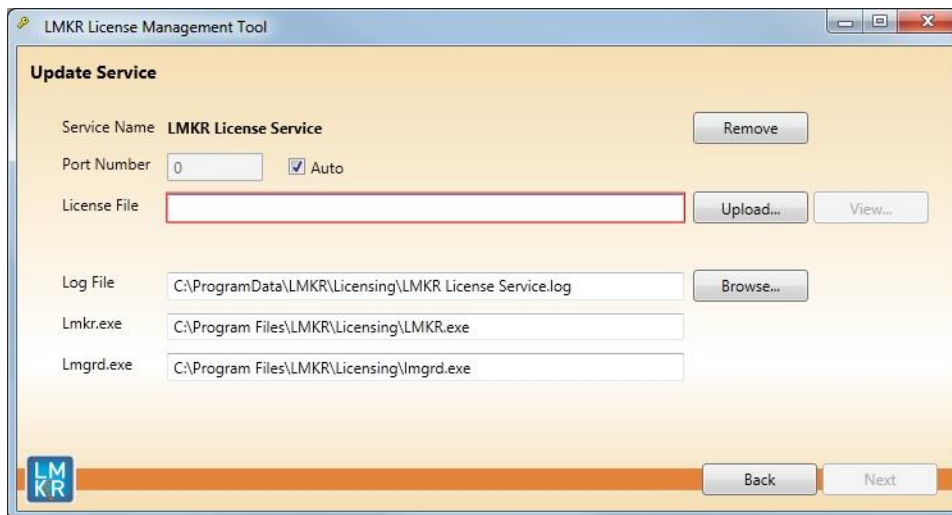 LMKR License Management Tool
Update Service
Service Name LMKR License Service Remove
Port Number 0 Auto
License File Upload... View...
Log File C:\ProgramData\LMKR\Licensing\LMKR License Service.log Browse...
Lmkr.exe C:\Program Files\LMKR\Licensing\LMKR.exe
Lmgrd.exe C:\Program Files\LMKR\Licensing\lmgrd.exe
LM
KR
Back Next